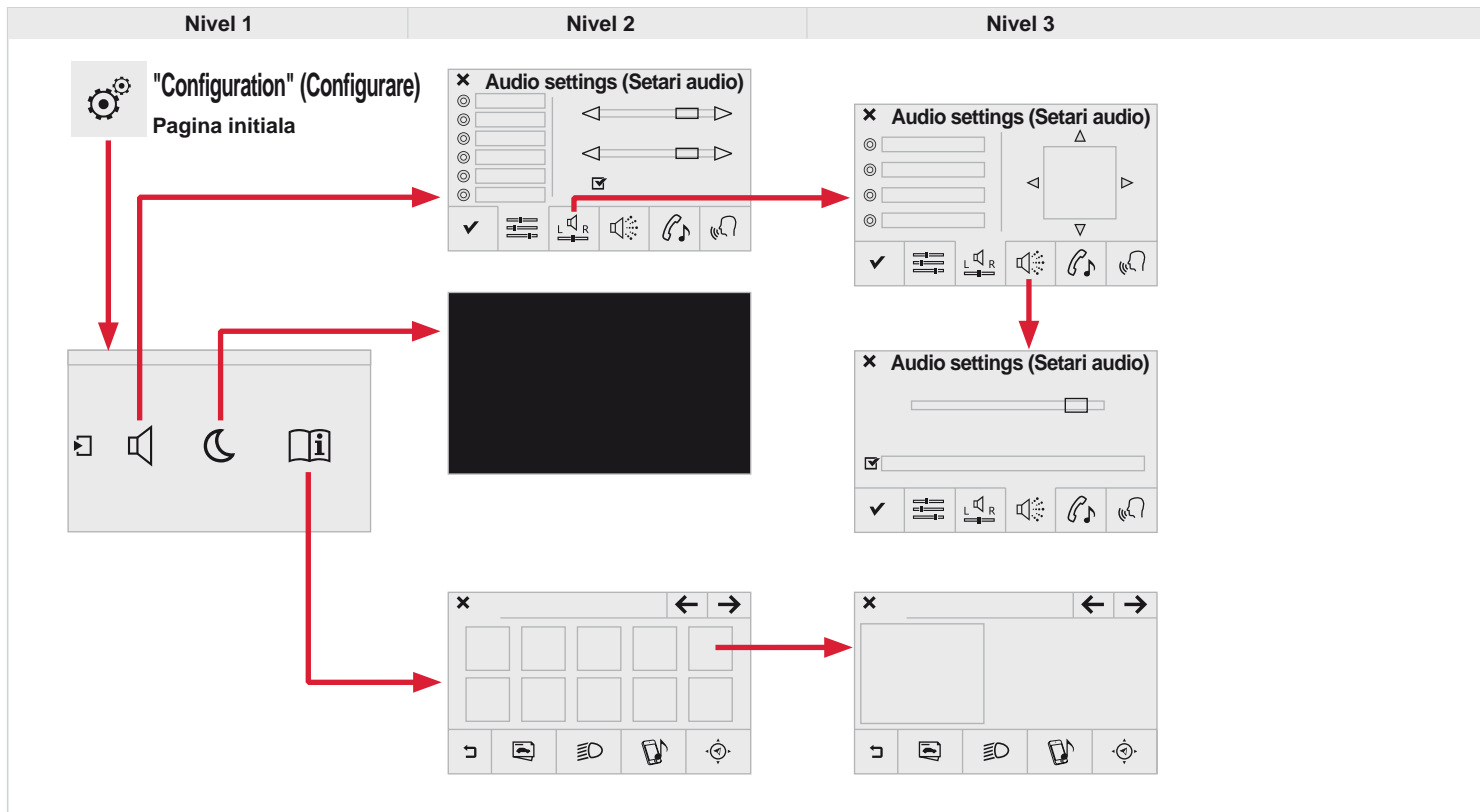 Nivel 1
Nivel 2
Nivel 3
"Configuration" (Configurare)
Pagina initiala
Audio settings (Setari audio)
L R
Audio settings (Setari audio)
L R
Audio settings (Setari audio)
L R
i